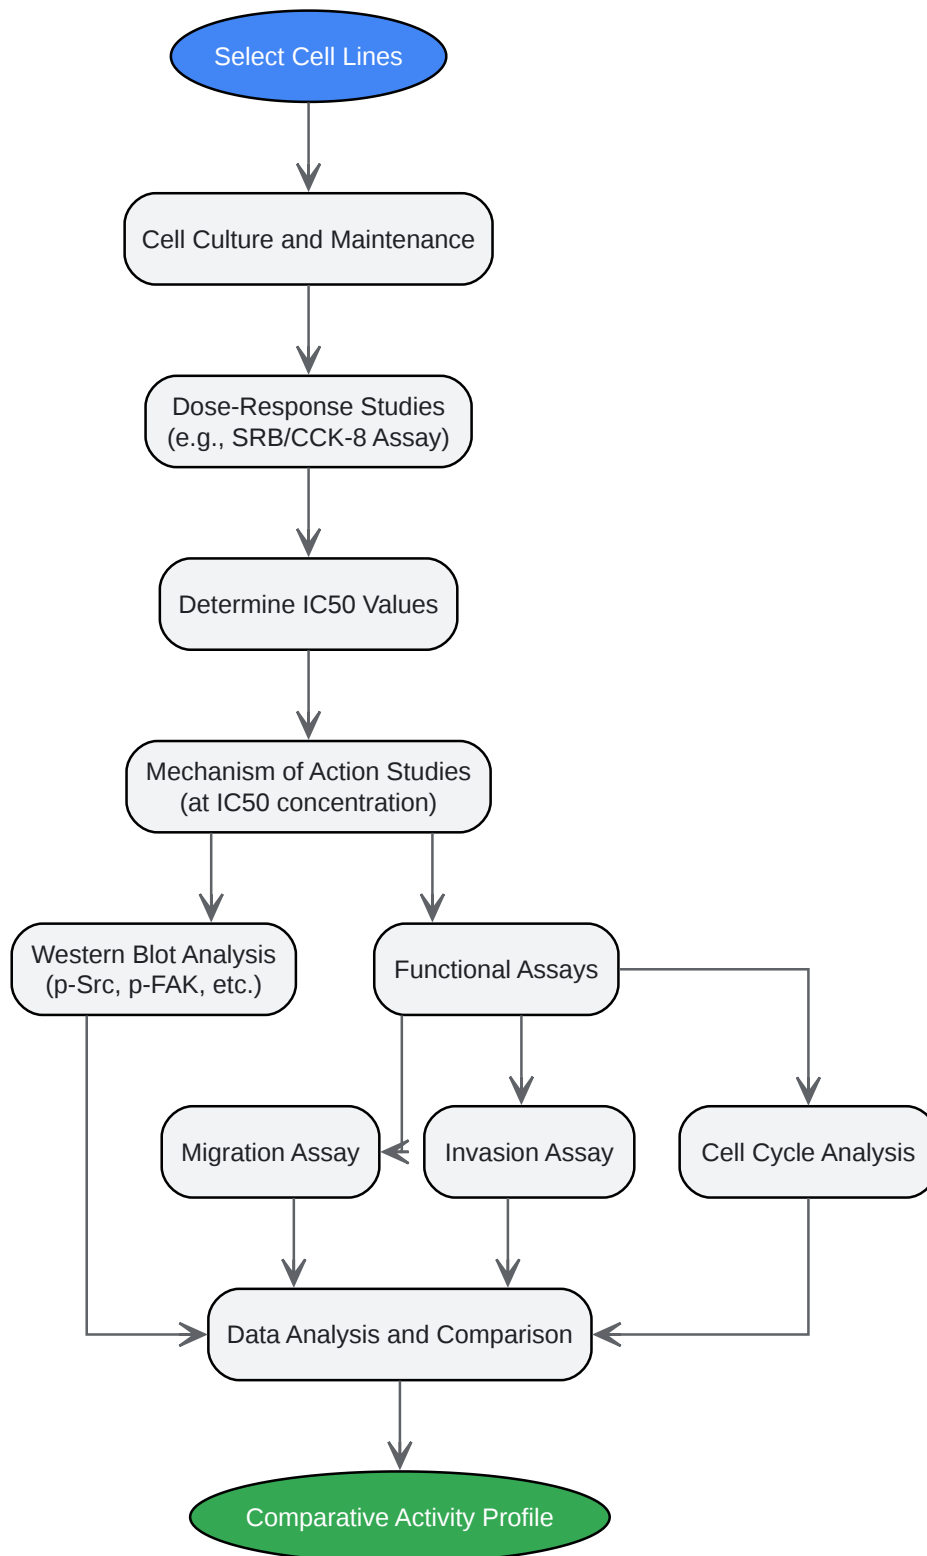 Select Cell Lines
Cell Culture and Maintenance
Dose-Response Studies
(e.g., SRB/CCK-8 Assay)
Determine IC50 Values
Mechanism of Action Studies
(at IC50 concentration)
Western Blot Analysis
(p-Src, p-FAK, etc.)
Functional Assays
Migration Assay
Invasion Assay
Cell Cycle Analysis
Data Analysis and Comparison
Comparative Activity Profile